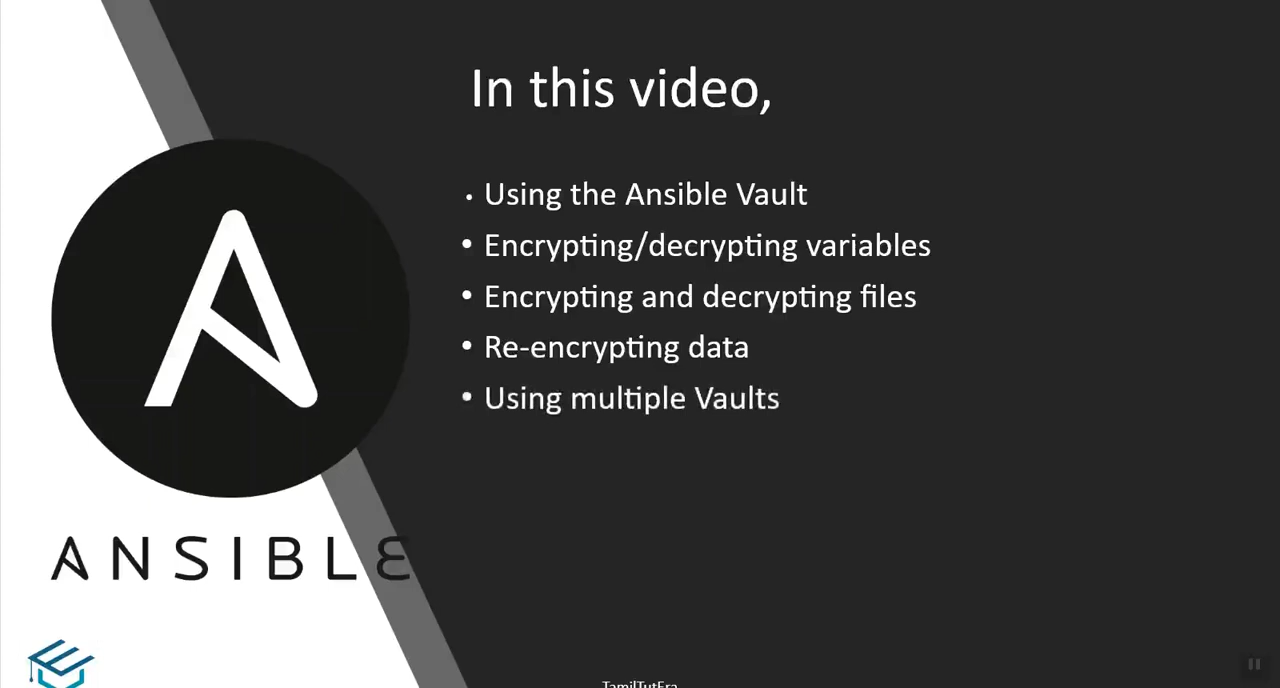 In this video,
• Using the Ansible Vault
• Encrypting/decrypting variables
• Encrypting and decrypting files
• Re-encrypting data
• Using multiple Vaults
ANSIBLE
TamilTutEra